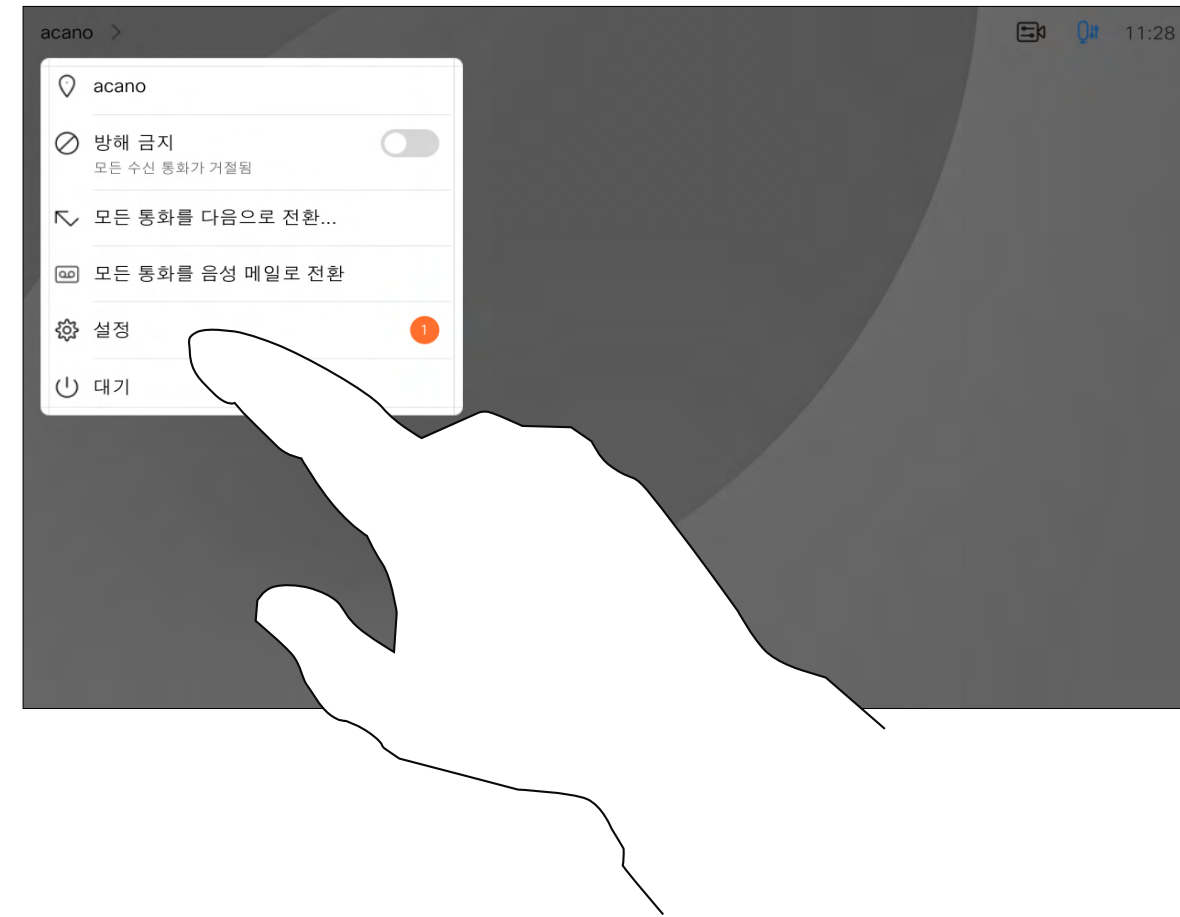 acano >
11:28
acano
방해 금지
모든 수신 통화가 거절됨
모든 통화를 다음으로 전환...
모든 통화를 음성 메일로 전환
설정
1
대기